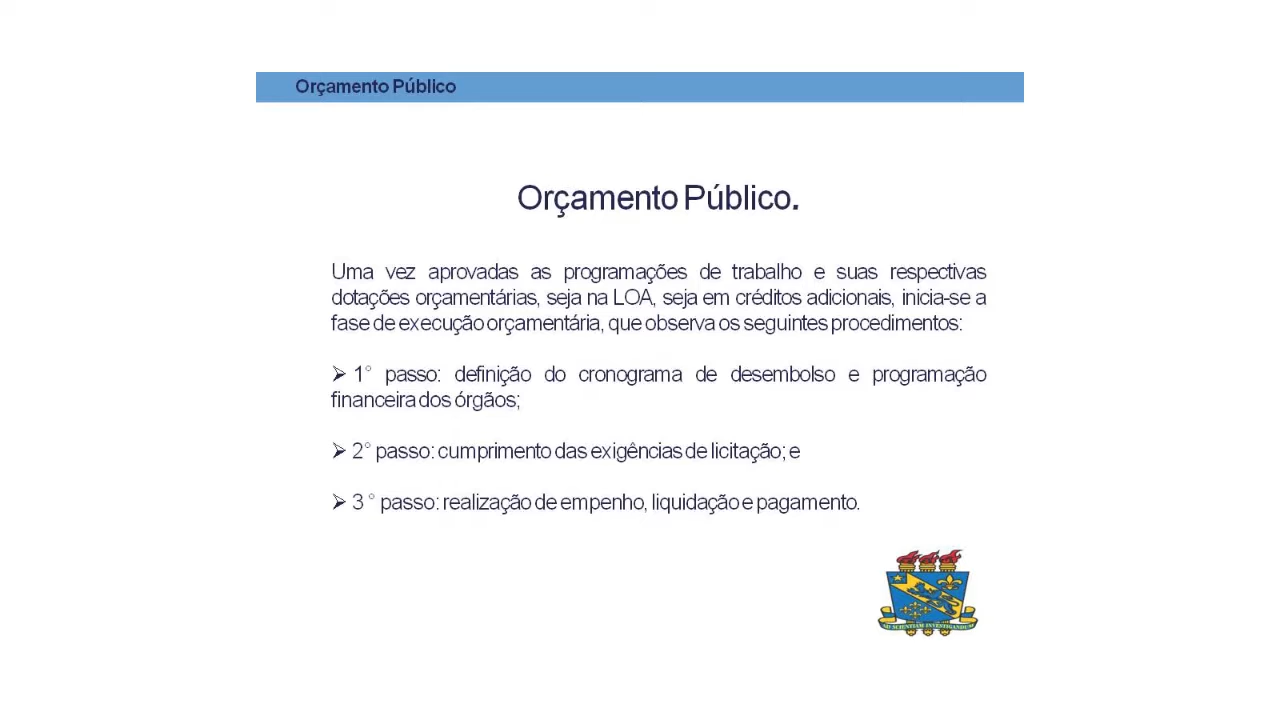 Orçamento Público
Orçamento Público.
Uma vez aprovadas as programações de trabalho e suas respectivas
dotações orçamentárias, seja na LOA, seja em créditos adicionais, inicia-se a
fase de execução orçamentária, que observa os seguintes procedimentos:
➢ 1° passo: definição do cronograma de desembolso e programação
financeira dos órgãos;
➢ 2° passo: cumprimento das exigências de licitação; e
➢ 3 ° passo: realização de empenho, liquidação e pagamento.
AD SCIENTIAM INVESTIGANDUM